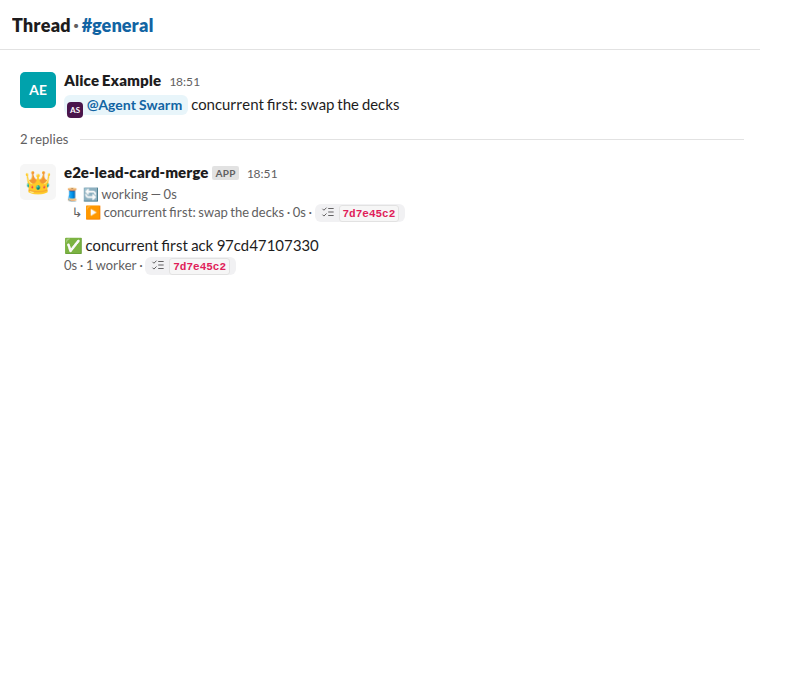 Thread • #general
AE
Alice Example 18:51
AS @Agent Swarm concurrent first: swap the decks
2 replies
e2e-lead-card-merge APP 18:51
🧵 🔄 working — 0s
↳ ▶️ concurrent first: swap the decks · 0s · 7d7e45c2
✅ concurrent first ack 97cd47107330
0s · 1 worker · 7d7e45c2